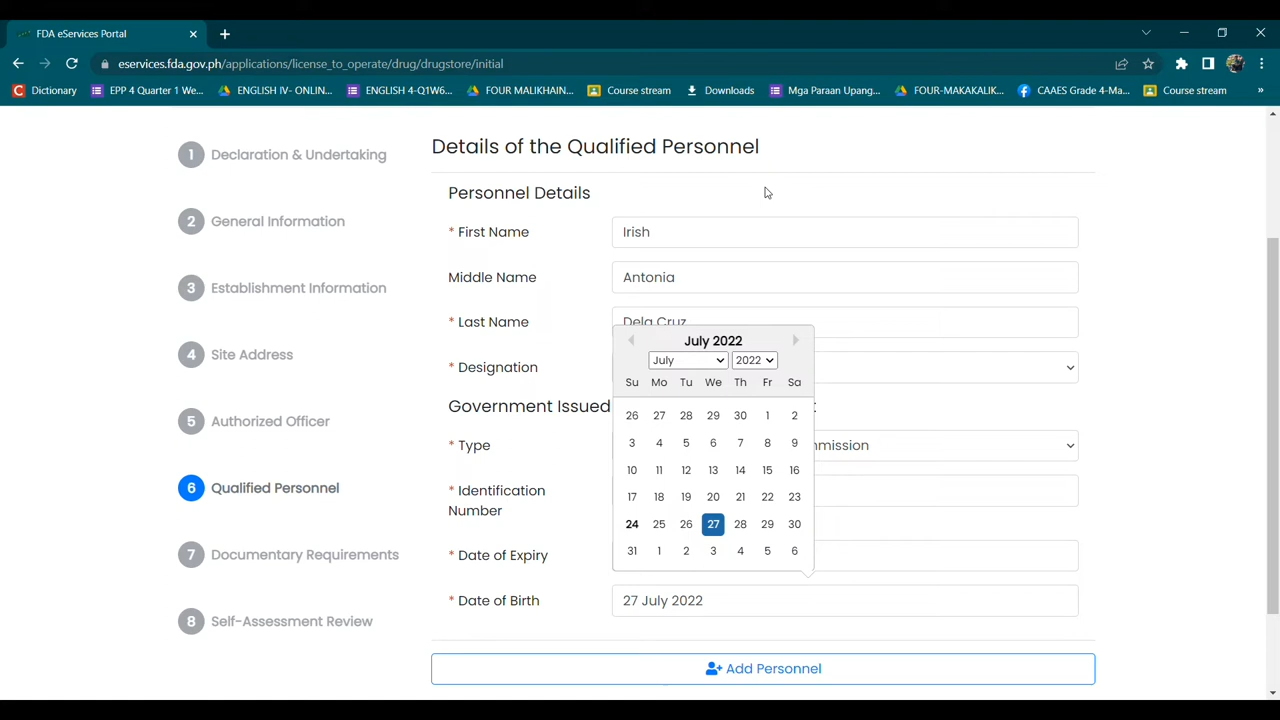 FDA eServices Portal
eservices.fda.gov.ph/applications/license_to_operate/drug/drugstore/initial
Dictionary
EPP 4 Quarter 1 We...
ENGLISH IV- ONLIN...
ENGLISH 4-Q1W6...
FOUR MALIKHAIN...
Course stream
Downloads
Mga Paraan Upang...
FOUR-MAKAKALIK...
CAAES Grade 4-Ma...
Course stream
»
1 Declaration & Undertaking
2 General Information
3 Establishment Information
4 Site Address
5 Authorized Officer
6 Qualified Personnel
7 Documentary Requirements
8 Self-Assessment Review
Details of the Qualified Personnel
Personnel Details
* First Name
Irish
Middle Name
Antonia
* Last Name
Dela Cruz
* Designation
Government Issued
* Type
mmission
* Identification
Number
* Date of Expiry
* Date of Birth
27 July 2022
July 2022
July 2022
Su Mo Tu We Th Fr Sa
26 27 28 29 30 1 2
3 4 5 6 7 8 9
10 11 12 13 14 15 16
17 18 19 20 21 22 23
24 25 26 27 28 29 30
31 1 2 3 4 5 6
Add Personnel